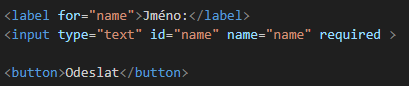 <label for="name">Jméno:</label>
<input type="text" id="name" name="name" required >
<button>Odeslat</button>